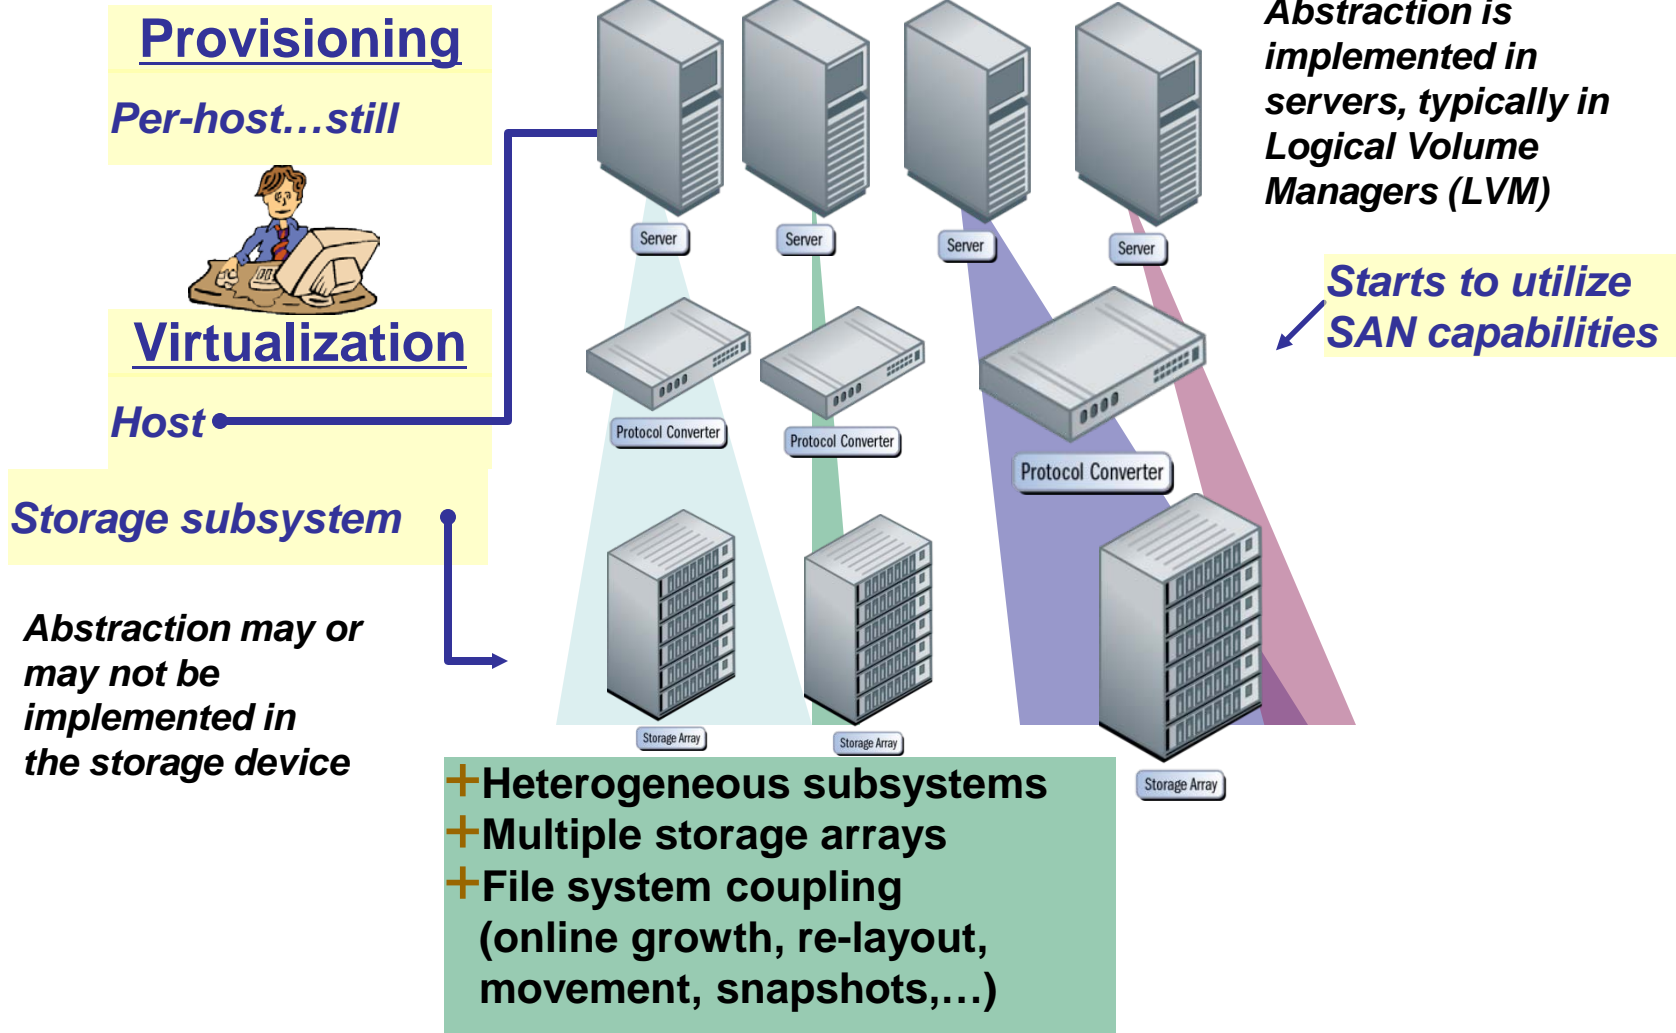 Provisioning
Per-host…still
Virtualization
Host
Storage subsystem
Abstraction may or
may not be
implemented in
the storage device
Server
Server
Server
Server
Protocol Converter
Protocol Converter
Protocol Converter
Storage Array
Storage Array
Storage Array
Abstraction is
implemented in
servers, typically in
Logical Volume
Managers (LVM)
Starts to utilize
SAN capabilities
+Heterogeneous subsystems
+Multiple storage arrays
+File system coupling
(online growth, re-layout,
movement, snapshots,…)